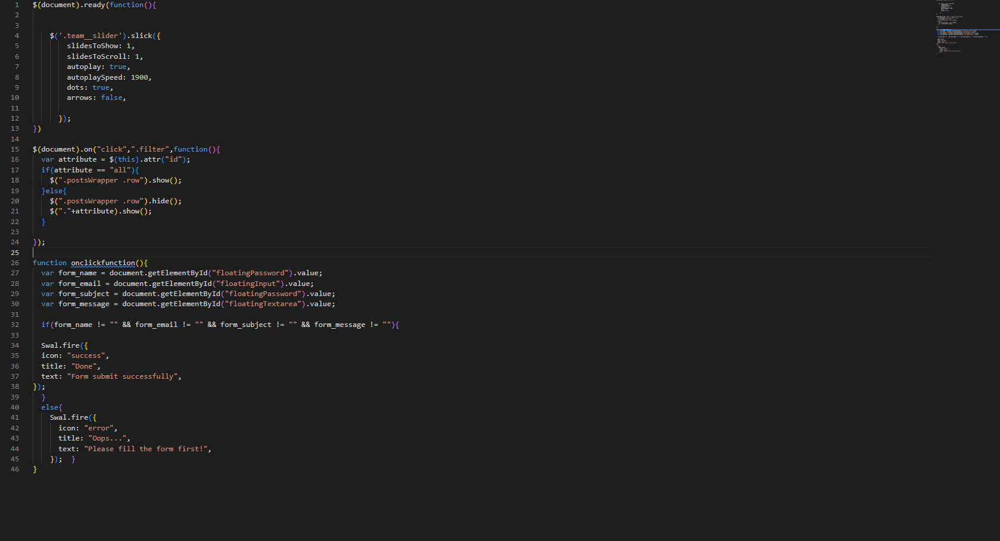 1 $(document).ready(function(){
2
3
4 $('.team__slider').slick({
5 slidesToShow: 1,
6 slidesToScroll: 1,
7 autoplay: true,
8 autoplaySpeed: 1900,
9 dots: true,
10 arrows: false,
11
12 });
13 })
14
15 $(document).on("click",".filter",function(){
16 var attribute = $(this).attr("id");
17 if(attribute == "all"){
18 $(".postsWrapper .row").show();
19 }else{
20 $(".postsWrapper .row").hide();
21 $("."+attribute).show();
22 }
23
24 });
25
26 function onclickfunction(){
27 var form_name = document.getElementById("floatingPassword").value;
28 var form_email = document.getElementById("floatingInput").value;
29 var form_subject = document.getElementById("floatingPassword").value;
30 var form_message = document.getElementById("floatingTextarea").value;
31
32 if(form_name != "" && form_email != "" && form_subject != "" && form_message != ""){
33
34 Swal.fire({
35 icon: "success",
36 title: "Done",
37 text: "Form submit successfully",
38 });
39 }
40 else{
41 Swal.fire({
42 icon: "error",
43 title: "Oops...",
44 text: "Please fill the form first!",
45 }); }
46 }